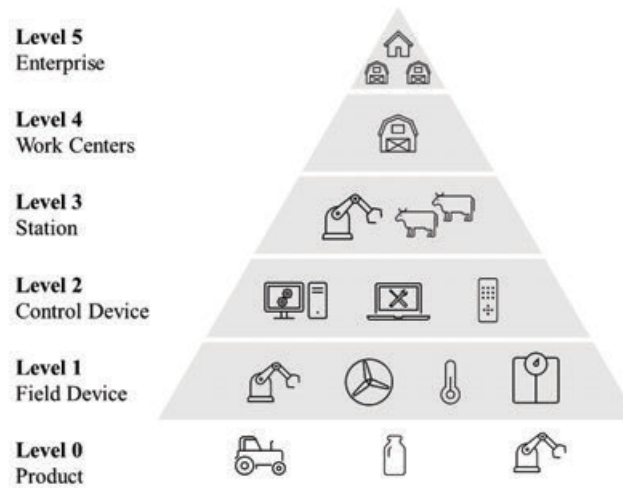 Level 5
Enterprise
Level 4
Work Centers
Level 3
Station
Level 2
Control Device
Level 1
Field Device
Level 0
Product